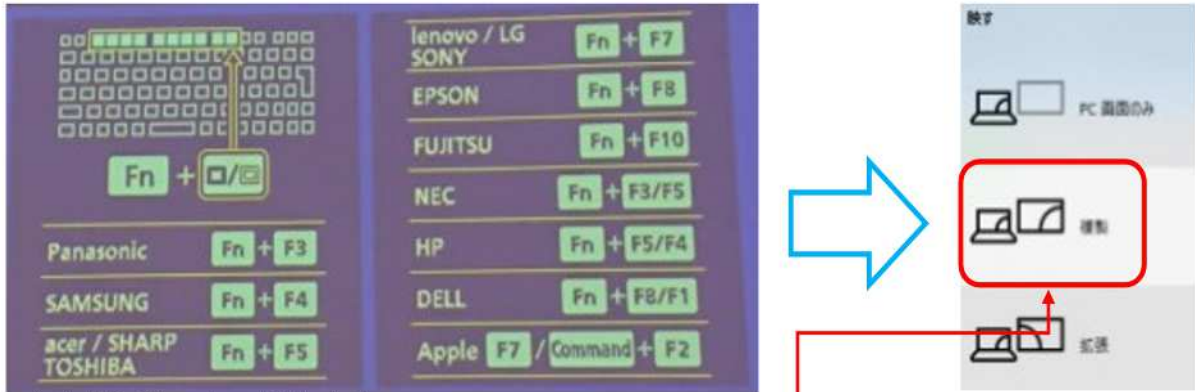 Fn + □/回
Panasonic Fn + F3
SAMSUNG Fn + F4
acer / SHARP
TOSHIBA Fn + F5
lenovo / LG
SONY Fn + F7
EPSON Fn + F8
FUJITSU Fn + F10
NEC Fn + F3/F5
HP Fn + F5/F4
DELL Fn + F8/F1
Apple F7 / Command + F2
映す
PC 画面のみ
複製
拡張